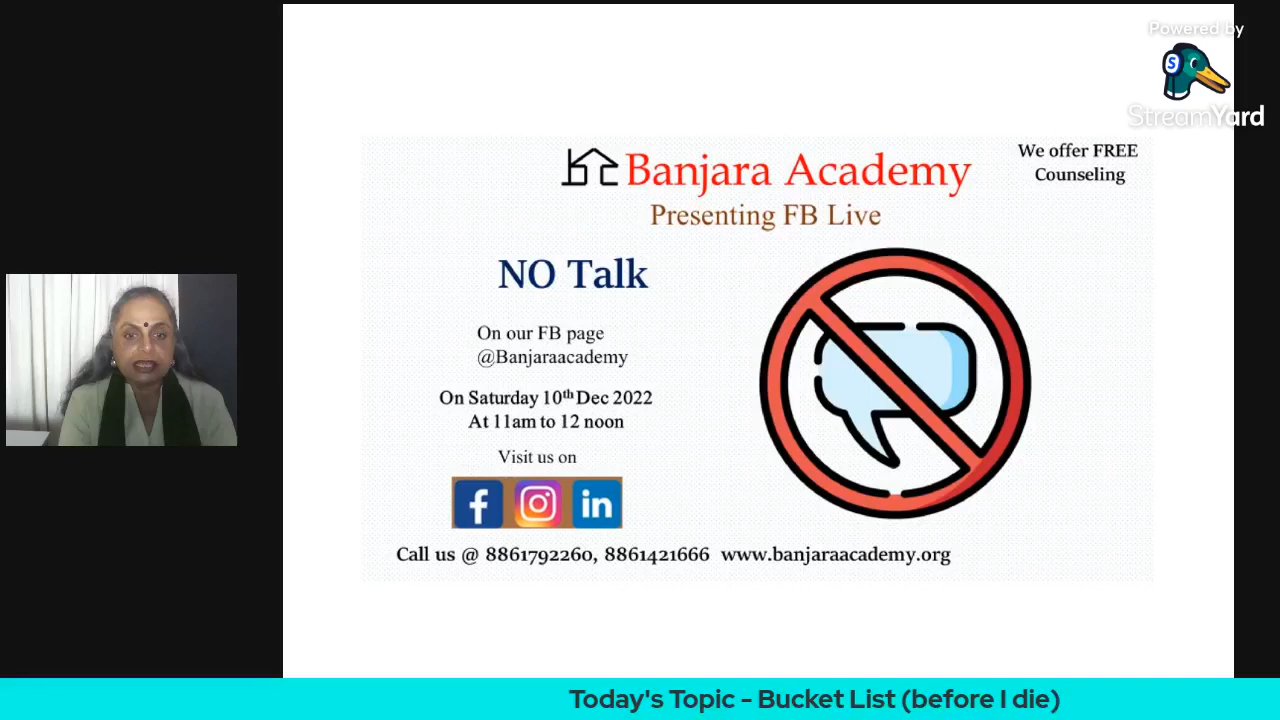 Powered by
StreamYard
Banjara Academy
We offer FREE
Counseling
Presenting FB Live
NO Talk
On our FB page
@Banjaraacademy
On Saturday 10th Dec 2022
At 11am to 12 noon
Visit us on
Call us @ 8861792260, 8861421666 www.banjaraacademy.org
Today's Topic - Bucket List (before I die)